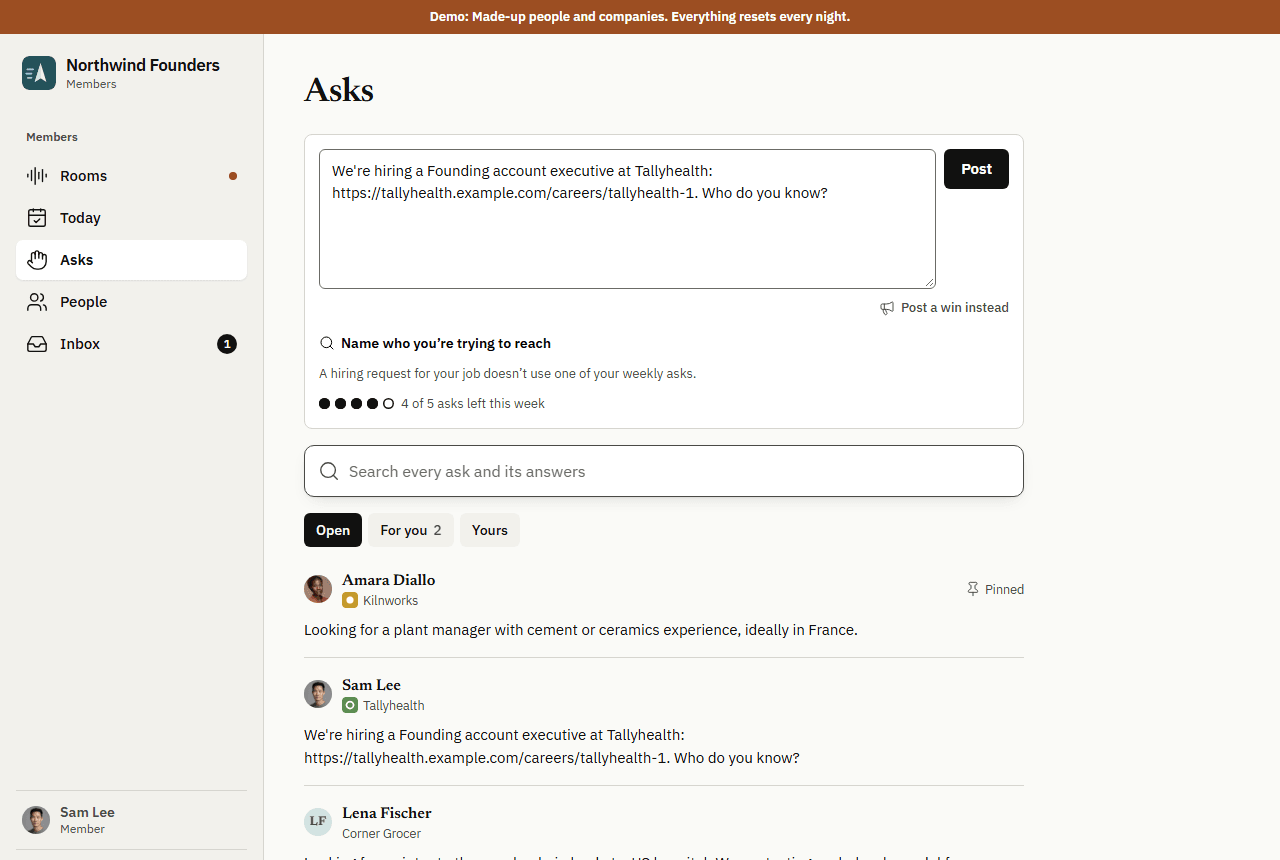 Demo: Made-up people and companies. Everything resets every night.
Northwind Founders
Members
Members
Rooms
Today
Asks
People
Inbox
1
Sam Lee
Member
Asks
We're hiring a Founding account executive at Tallyhealth:
https://tallyhealth.example.com/careers/tallyhealth-1. Who do you know?
Post
Post a win instead
Name who you’re trying to reach
A hiring request for your job doesn’t use one of your weekly asks.
4 of 5 asks left this week
Search every ask and its answers
Open
For you 2
Yours
Amara Diallo
Kilnworks
Pinned
Looking for a plant manager with cement or ceramics experience, ideally in France.
Sam Lee
Tallyhealth
We're hiring a Founding account executive at Tallyhealth:
https://tallyhealth.example.com/careers/tallyhealth-1. Who do you know?
LF
Lena Fischer
Corner Grocer